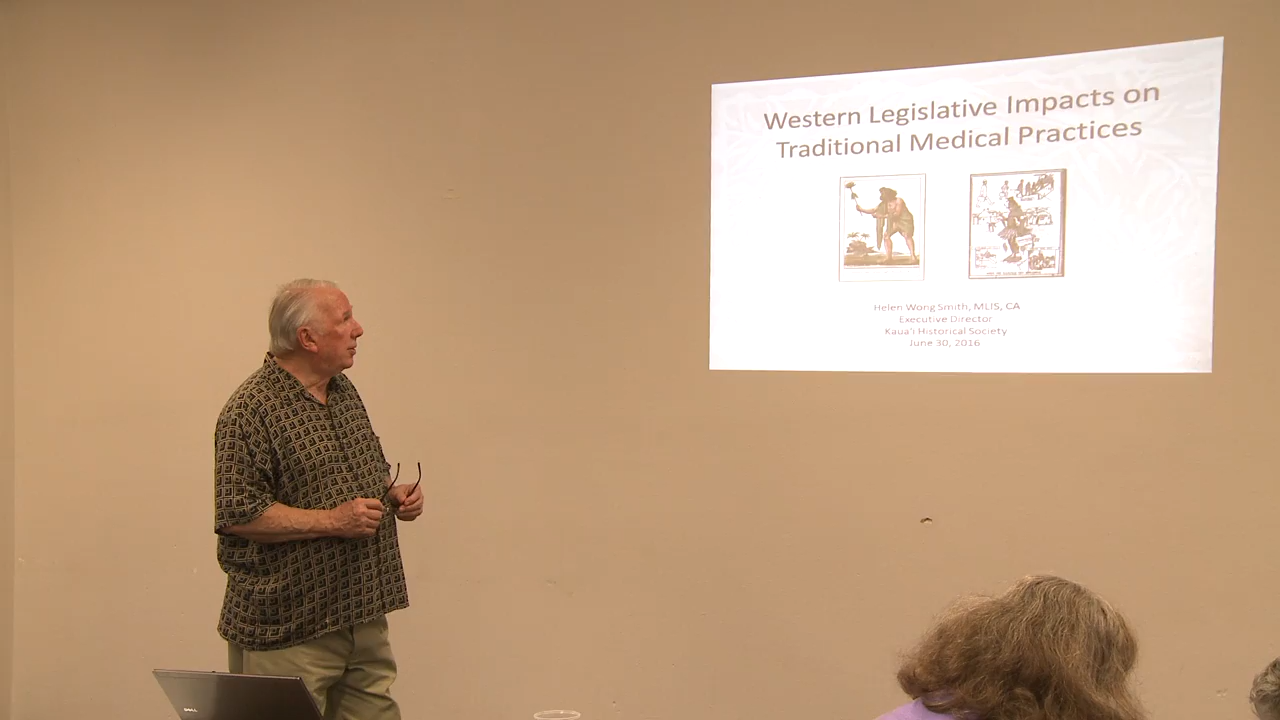 Western Legislative Impacts on
Traditional Medical Practices
Helen Wong Smith, MLIS, CA
Executive Director
Kaua'i Historical Society
June 30, 2016
DELL